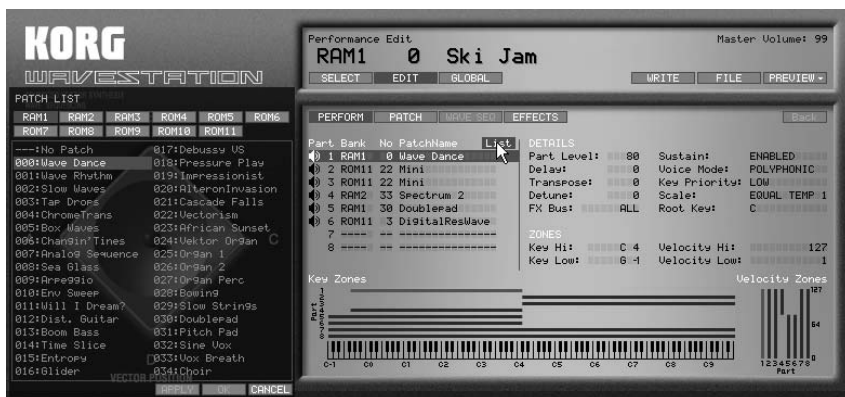 KORG
WAVESTATION
PATCH LIST
RAM1 RAM2 RAM3 ROM4 ROM5 ROM6
ROM7 ROM8 ROM9 ROM10 ROM11
---:No Patch 017:Debussy VS
000:Wave Dance 018:Pressure Play
001:Wave Rhythm 019:Impressionist
002:Slow Waves 020:AlteronInvasion
003:Tap Drops 021:Cascade Falls
004:ChromeTrans 022:Vectorism
005:Box Waves 023:African Sunset
006:Changin'Times 024:Vektor Organ C
007:Analog Sequence 025:Organ 1
008:Sea Glass 026:Organ 2
009:Arpeggio 027:Organ Perc
010:Env Sweep 028:Bowing
011:Will I Dream? 029:Slow Strings
012:Dist. Guitar 030:Doublepad
013:Boom Bass 031:Pitch Pad
014:Time Slice 032:Sine Vox
015:Entropy D 033:Vox Breath
016:Glider 034:Choir
VECTOR POSITION
APPLY OK CANCEL
Performance Edit Master Volume: 99
RAM1 0 Ski Jam
SELECT EDIT GLOBAL WRITE FILE PREVIEW
PERFORM PATCH WAVE SEQ EFFECTS Back
Part Bank No PatchName List DETAILS
1 RAM1 0 Wave Dance Part Level: 80 Sustain: ENABLED
2 ROM11 22 Mini Delay: 0 Voice Mode: POLYPHONIC
3 ROM11 22 Mini Transpose: 0 Key Priority: LOW
4 RAM2 33 Spectrum 2 Detune: 0 Scale: EQUAL TEMP 1
5 RAM1 30 Doublepad FX Bus: ALL Root Key: C
6 ROM11 3 DigitalResWave
7 ---- -- ---------------- ZONES
8 ---- -- ---------------- Key Hi: C 4 Velocity Hi: 127
Key Low: G -1 Velocity Low: 1
Key Zones Velocity Zones
Part
1
2
3
4
5
6
7
8
127
64
0
C-1 C0 C1 C2 C3 C4 C5 C6 C7 C8 C9
12345678
Part